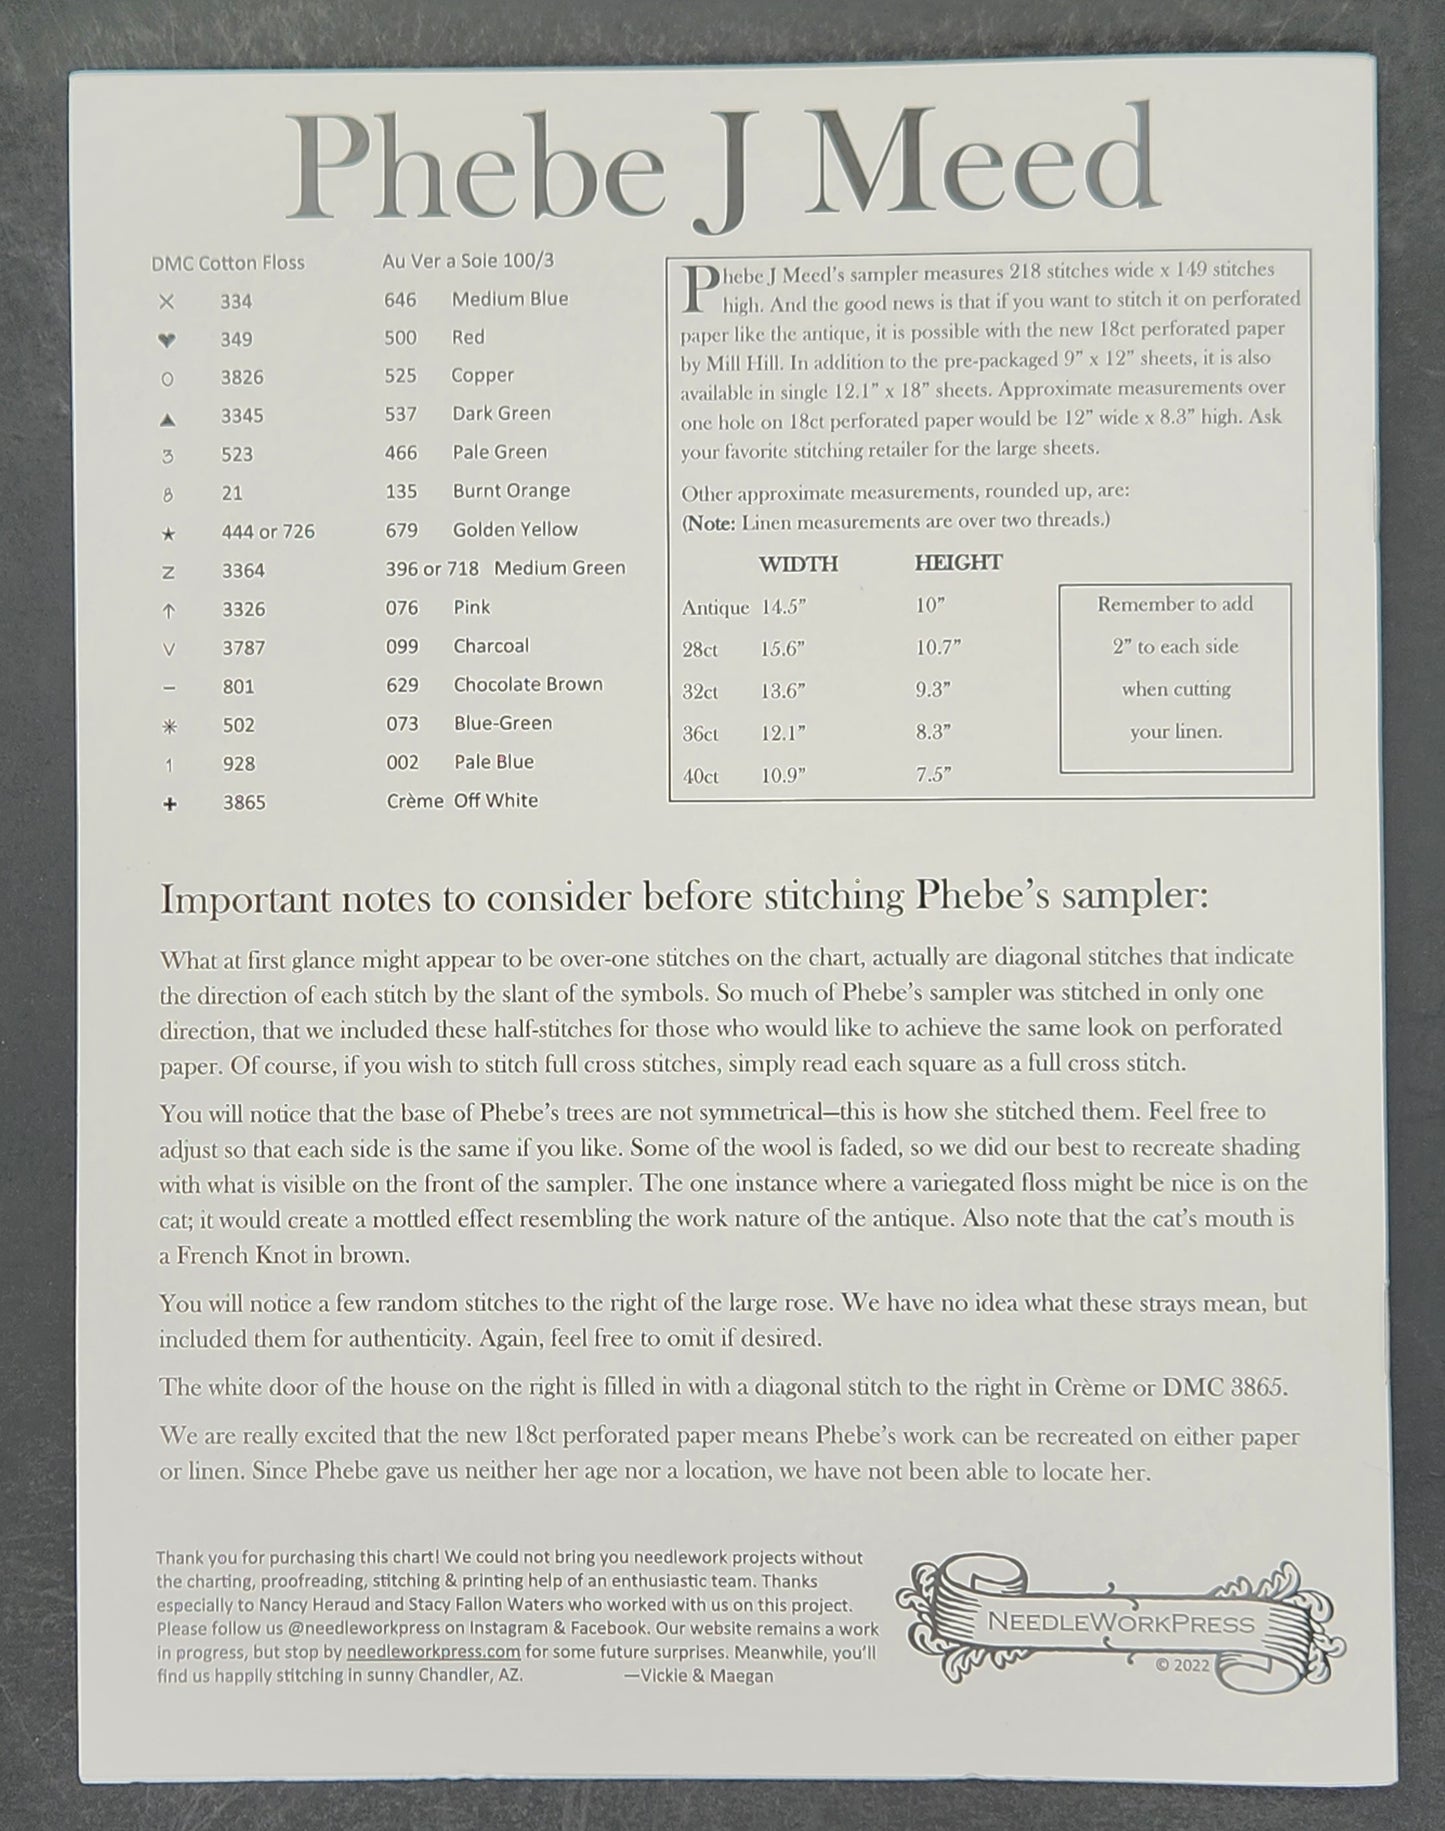 Phebe J Meed
DMC Cotton Floss Au Ver a Soie 100/3
X 334 646 Medium Blue
♥ 349 500 Red
O 3826 525 Copper
▲ 3345 537 Dark Green
3 523 466 Pale Green
8 21 135 Burnt Orange
★ 444 or 726 679 Golden Yellow
Z 3364 396 or 718 Medium Green
↑ 3326 076 Pink
V 3787 099 Charcoal
– 801 629 Chocolate Brown
* 502 073 Blue-Green
1 928 002 Pale Blue
+ 3865 Crème Off White
Phebe J Meed's sampler measures 218 stitches wide x 149 stitches
high. And the good news is that if you want to stitch it on perforated
paper like the antique, it is possible with the new 18ct perforated paper
by Mill Hill. In addition to the pre-packaged 9” x 12” sheets, it is also
available in single 12.1” x 18” sheets. Approximate measurements over
one hole on 18ct perforated paper would be 12” wide x 8.3” high. Ask
your favorite stitching retailer for the large sheets.
Other approximate measurements, rounded up, are:
(Note: Linen measurements are over two threads.)
WIDTH HEIGHT
Antique 14.5” 10”
28ct 15.6” 10.7”
32ct 13.6” 9.3”
36ct 12.1” 8.3”
40ct 10.9” 7.5”
Remember to add
2” to each side
when cutting
your linen.
Important notes to consider before stitching Phebe's sampler:
What at first glance might appear to be over-one stitches on the chart, actually are diagonal stitches that indicate
the direction of each stitch by the slant of the symbols. So much of Phebe's sampler was stitched in only one
direction, that we included these half-stitches for those who would like to achieve the same look on perforated
paper. Of course, if you wish to stitch full cross stitches, simply read each square as a full cross stitch.
You will notice that the base of Phebe's trees are not symmetrical—this is how she stitched them. Feel free to
adjust so that each side is the same if you like. Some of the wool is faded, so we did our best to recreate shading
with what is visible on the front of the sampler. The one instance where a variegated floss might be nice is on the
cat; it would create a mottled effect resembling the work nature of the antique. Also note that the cat's mouth is
a French Knot in brown.
You will notice a few random stitches to the right of the large rose. We have no idea what these strays mean, but
included them for authenticity. Again, feel free to omit if desired.
The white door of the house on the right is filled in with a diagonal stitch to the right in Crème or DMC 3865.
We are really excited that the new 18ct perforated paper means Phebe's work can be recreated on either paper
or linen. Since Phebe gave us neither her age nor a location, we have not been able to locate her.
Thank you for purchasing this chart! We could not bring you needlework projects without
the charting, proofreading, stitching & printing help of an enthusiastic team. Thanks
especially to Nancy Heraud and Stacy Fallon Waters who worked with us on this project.
Please follow us @needleworkpress on Instagram & Facebook. Our website remains a work
in progress, but stop by needleworkpress.com for some future surprises. Meanwhile, you'll
find us happily stitching in sunny Chandler, AZ. —Vickie & Maegan
NEEDLEWORKPRESS
© 2022